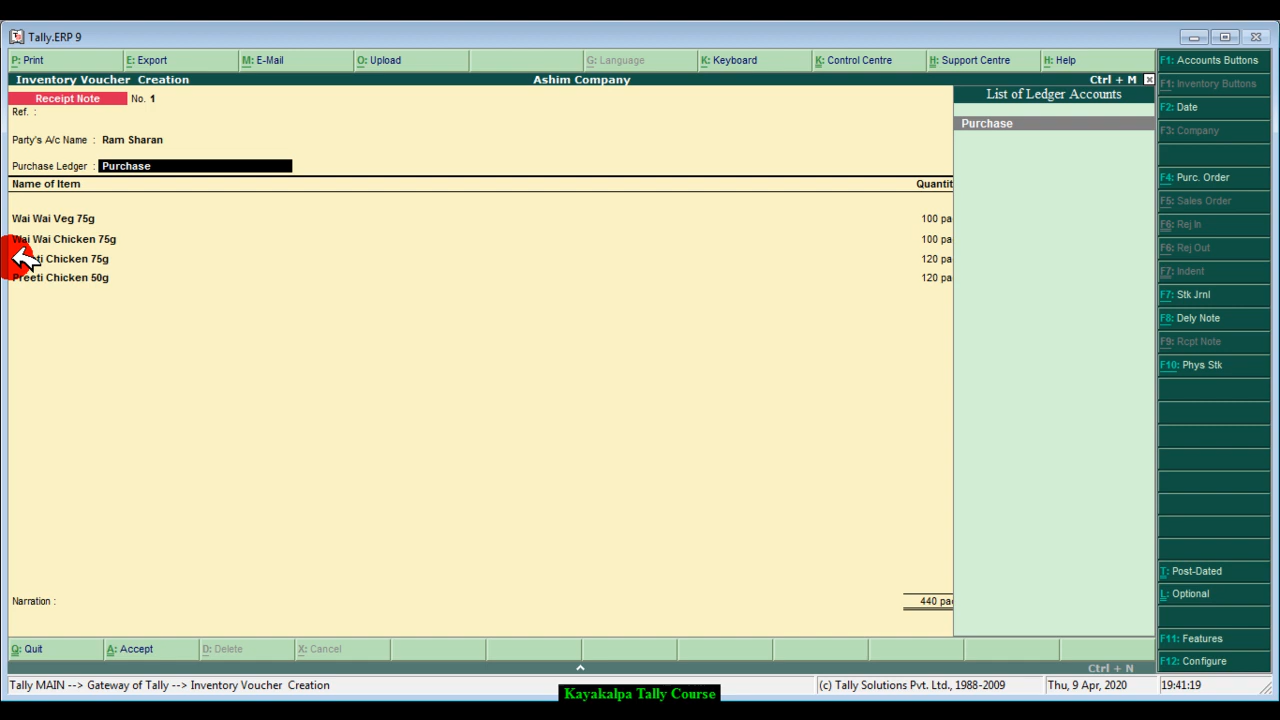 Tally.ERP 9
P: Print E: Export M: E-Mail O: Upload G: Language K: Keyboard K: Control Centre H: Support Centre H: Help
Inventory Voucher Creation Ashim Company Ctrl + M
Receipt Note No. 1
Ref. :
Party's A/c Name : Ram Sharan
Purchase Ledger : Purchase
Name of Item Quantit
Wai Wai Veg 75g 100 pa
Wai Wai Chicken 75g 100 pa
ti Chicken 75g 120 pa
Preeti Chicken 50g 120 pa
Narration : 440 pa
List of Ledger Accounts
Purchase
F1: Accounts Buttons
F1: Inventory Buttons
F2: Date
F3: Company
F4: Purc. Order
F5: Sales Order
F6: Rej In
F6: Rej Out
F7: Indent
F7: Stk Jrnl
F8: Dely Note
F9: Rcpt Note
F10: Phys Stk
T: Post-Dated
L: Optional
F11: Features
F12: Configure
Q: Quit A: Accept D: Delete X: Cancel
Ctrl + N
Tally MAIN --> Gateway of Tally --> Inventory Voucher Creation (c) Tally Solutions Pvt. Ltd., 1988-2009 Thu, 9 Apr, 2020 19:41:19
Kayakalpa Tally Course